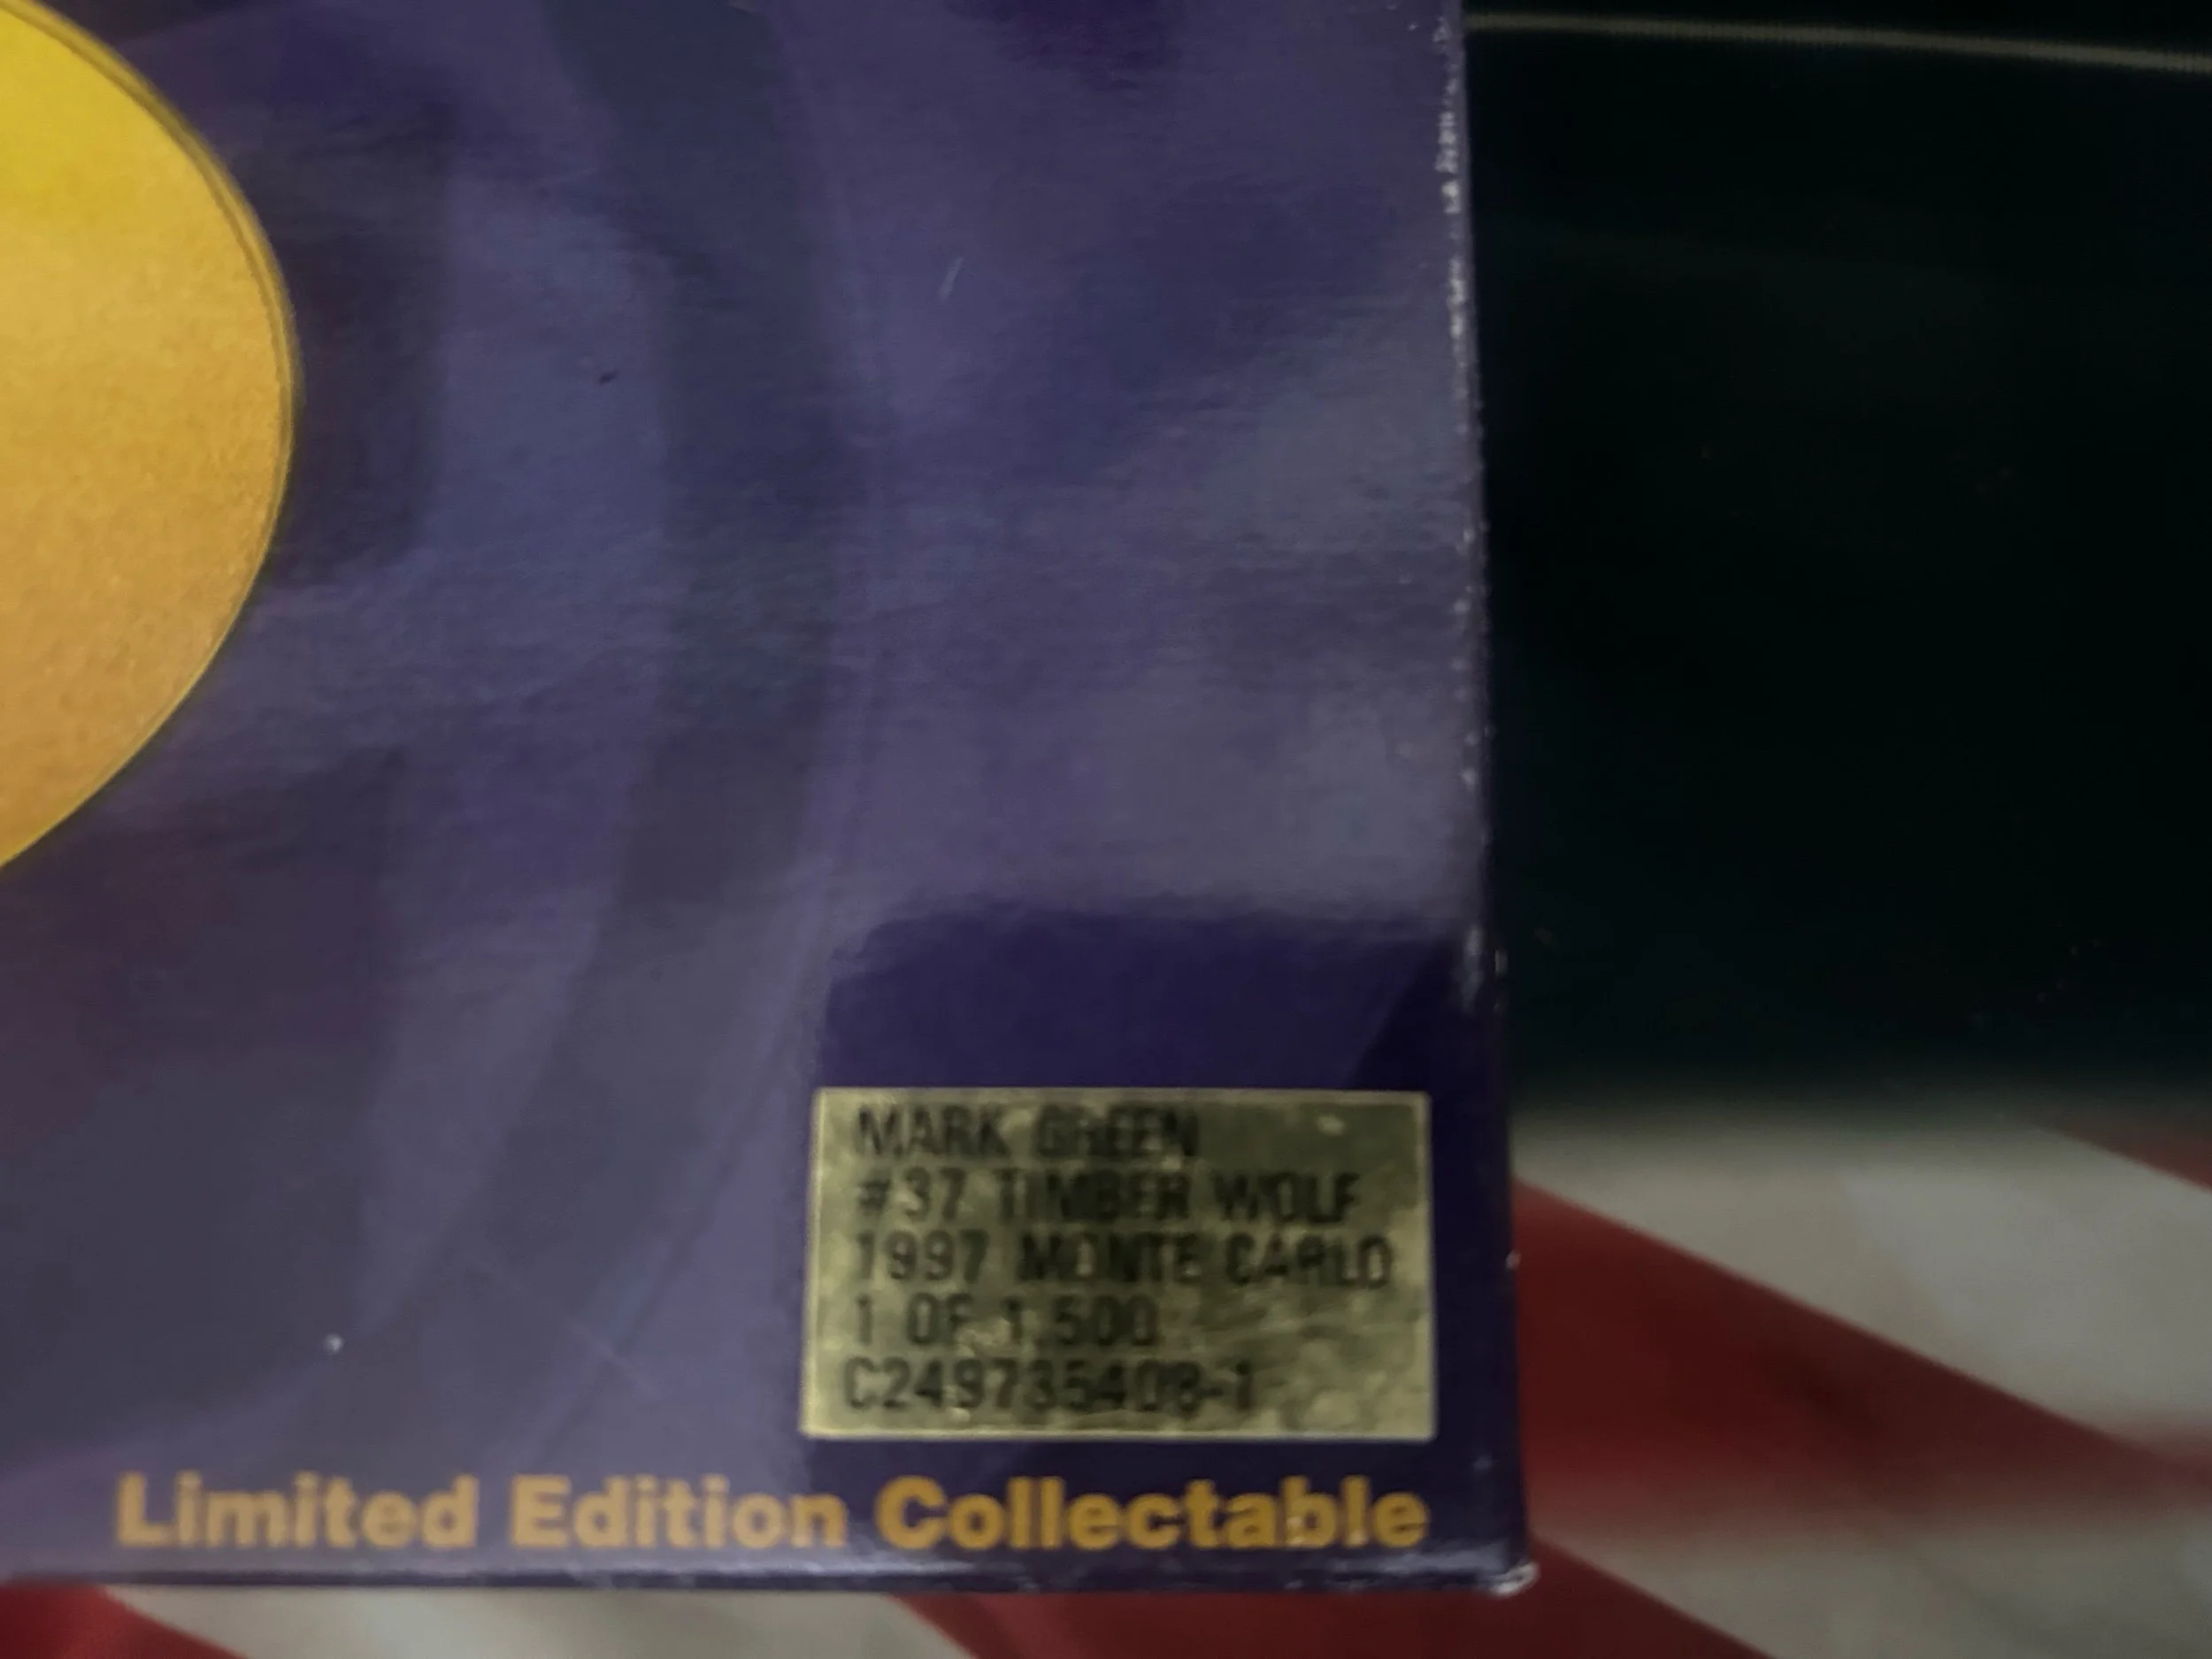 MARK GREEN
#37 TIMBER WOLF
1997 MONTE CARLO
1 OF 1,500
C249735408-1
Limited Edition Collectable